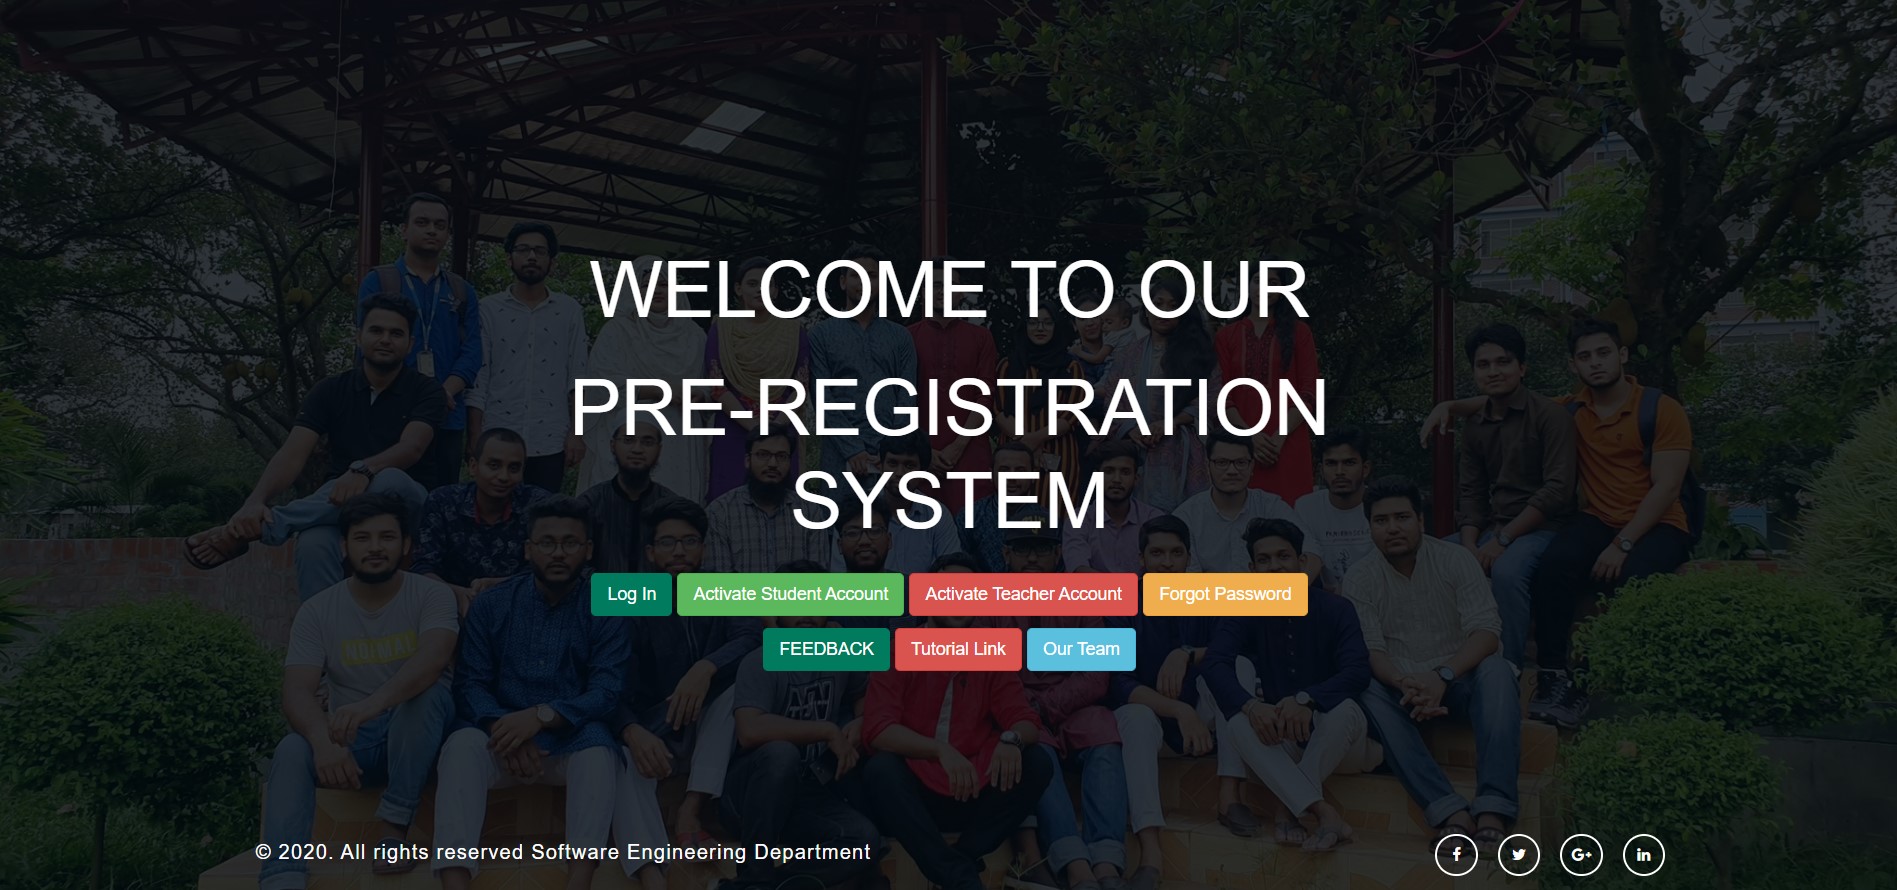 WELCOME TO OUR
PRE-REGISTRATION
SYSTEM
Log In
Activate Student Account
Activate Teacher Account
Forgot Password
FEEDBACK
Tutorial Link
Our Team
NORMAL
© 2020. All rights reserved Software Engineering Department